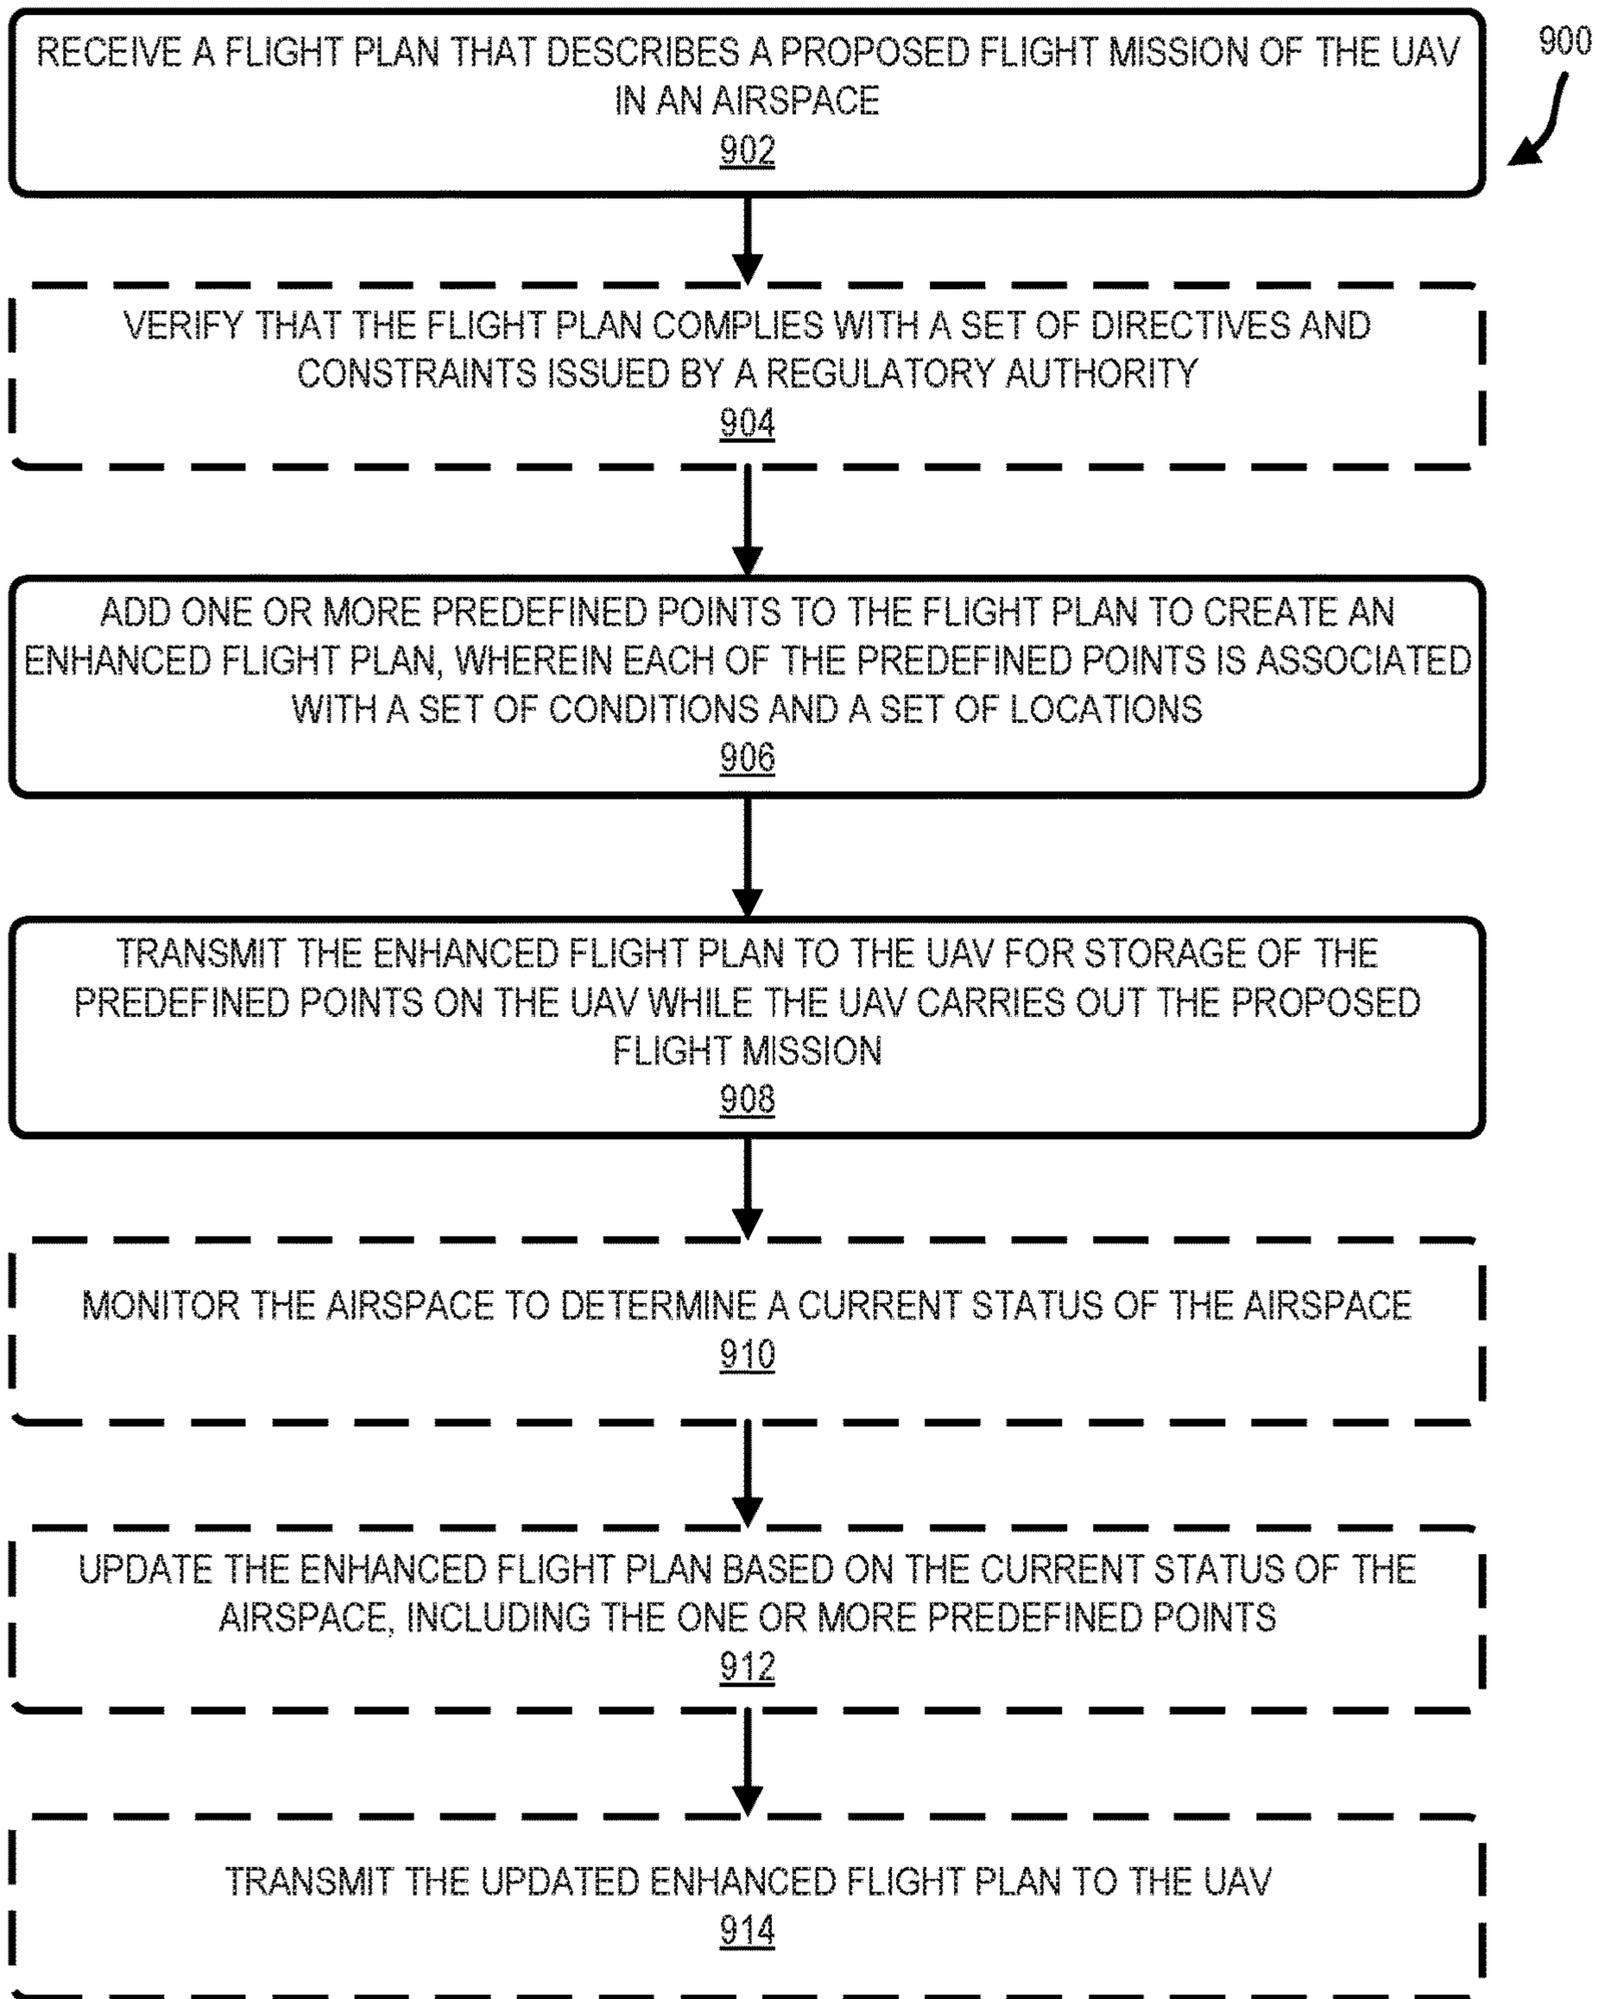 RECEIVE A FLIGHT PLAN THAT DESCRIBES A PROPOSED FLIGHT MISSION OF THE UAV
IN AN AIRSPACE
902
900
VERIFY THAT THE FLIGHT PLAN COMPLIES WITH A SET OF DIRECTIVES AND
CONSTRAINTS ISSUED BY A REGULATORY AUTHORITY
904
ADD ONE OR MORE PREDEFINED POINTS TO THE FLIGHT PLAN TO CREATE AN
ENHANCED FLIGHT PLAN, WHEREIN EACH OF THE PREDEFINED POINTS IS ASSOCIATED
WITH A SET OF CONDITIONS AND A SET OF LOCATIONS
906
TRANSMIT THE ENHANCED FLIGHT PLAN TO THE UAV FOR STORAGE OF THE
PREDEFINED POINTS ON THE UAV WHILE THE UAV CARRIES OUT THE PROPOSED
FLIGHT MISSION
908
MONITOR THE AIRSPACE TO DETERMINE A CURRENT STATUS OF THE AIRSPACE
910
UPDATE THE ENHANCED FLIGHT PLAN BASED ON THE CURRENT STATUS OF THE
AIRSPACE, INCLUDING THE ONE OR MORE PREDEFINED POINTS
912
TRANSMIT THE UPDATED ENHANCED FLIGHT PLAN TO THE UAV
914